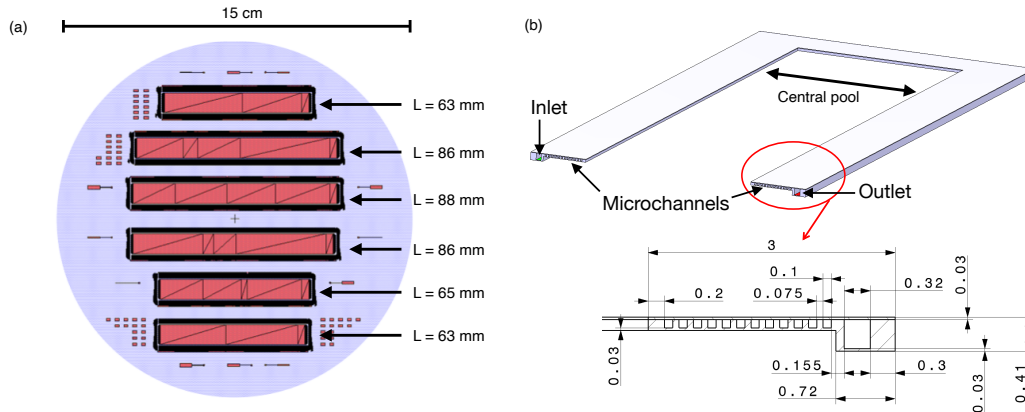 (a)
15 cm
L = 63 mm
L = 86 mm
L = 88 mm
L = 86 mm
L = 65 mm
L = 63 mm
(b)
Central pool
Inlet
Microchannels
Outlet
3
0.1
0.2
0.075
0.32
0.03
0.03
0.155
0.3
0.72
0.03
0.41